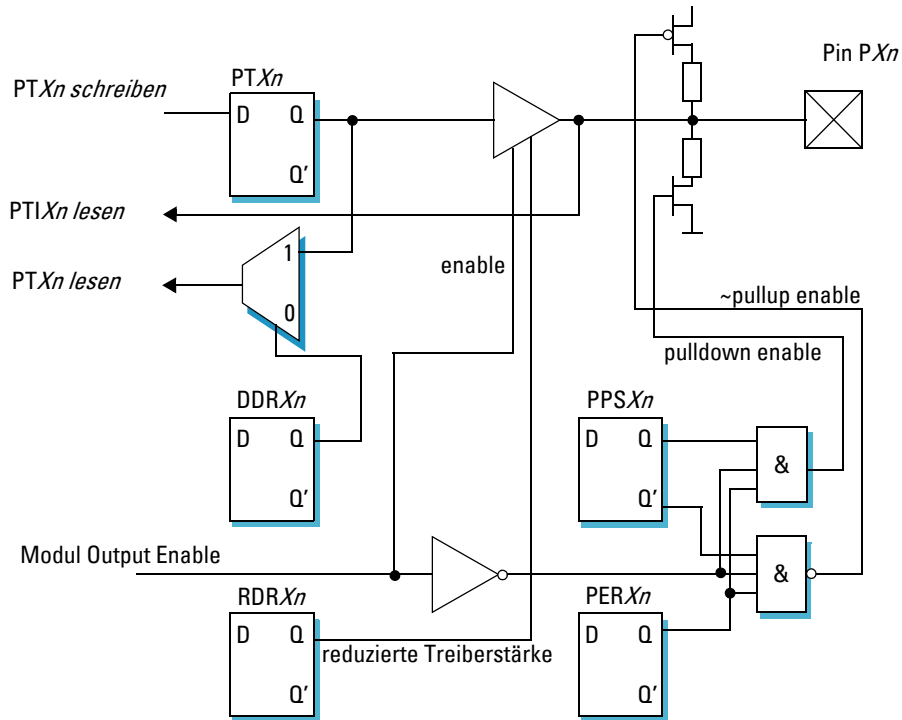 Pin PXn
PTXn
PTXn schreiben
D Q
Q'
PTIXn lesen
1
enable
PTXn lesen
~pullup enable
0
pulldown enable
DDRXn
PPSXn
D Q
Q'
D Q
Q'
&
Modul Output Enable
&
RDRXn
PERXn
D Q
Q'
reduzierte Treiberstärke
D Q
Q'